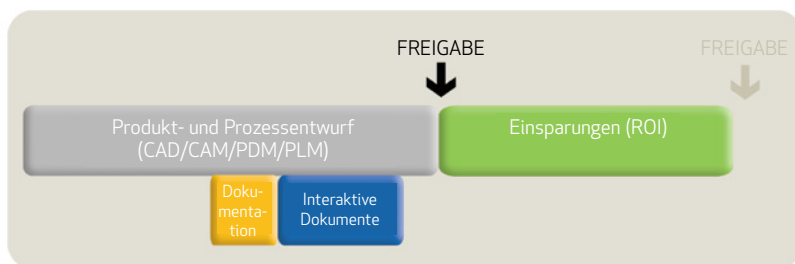 FREIGABE
FREIGABE
Produkt- und Prozessentwurf
(CAD/CAM/PDM/PLM)
Einsparungen (ROI)
Doku-
menta-
tion
Interaktive
Dokumente